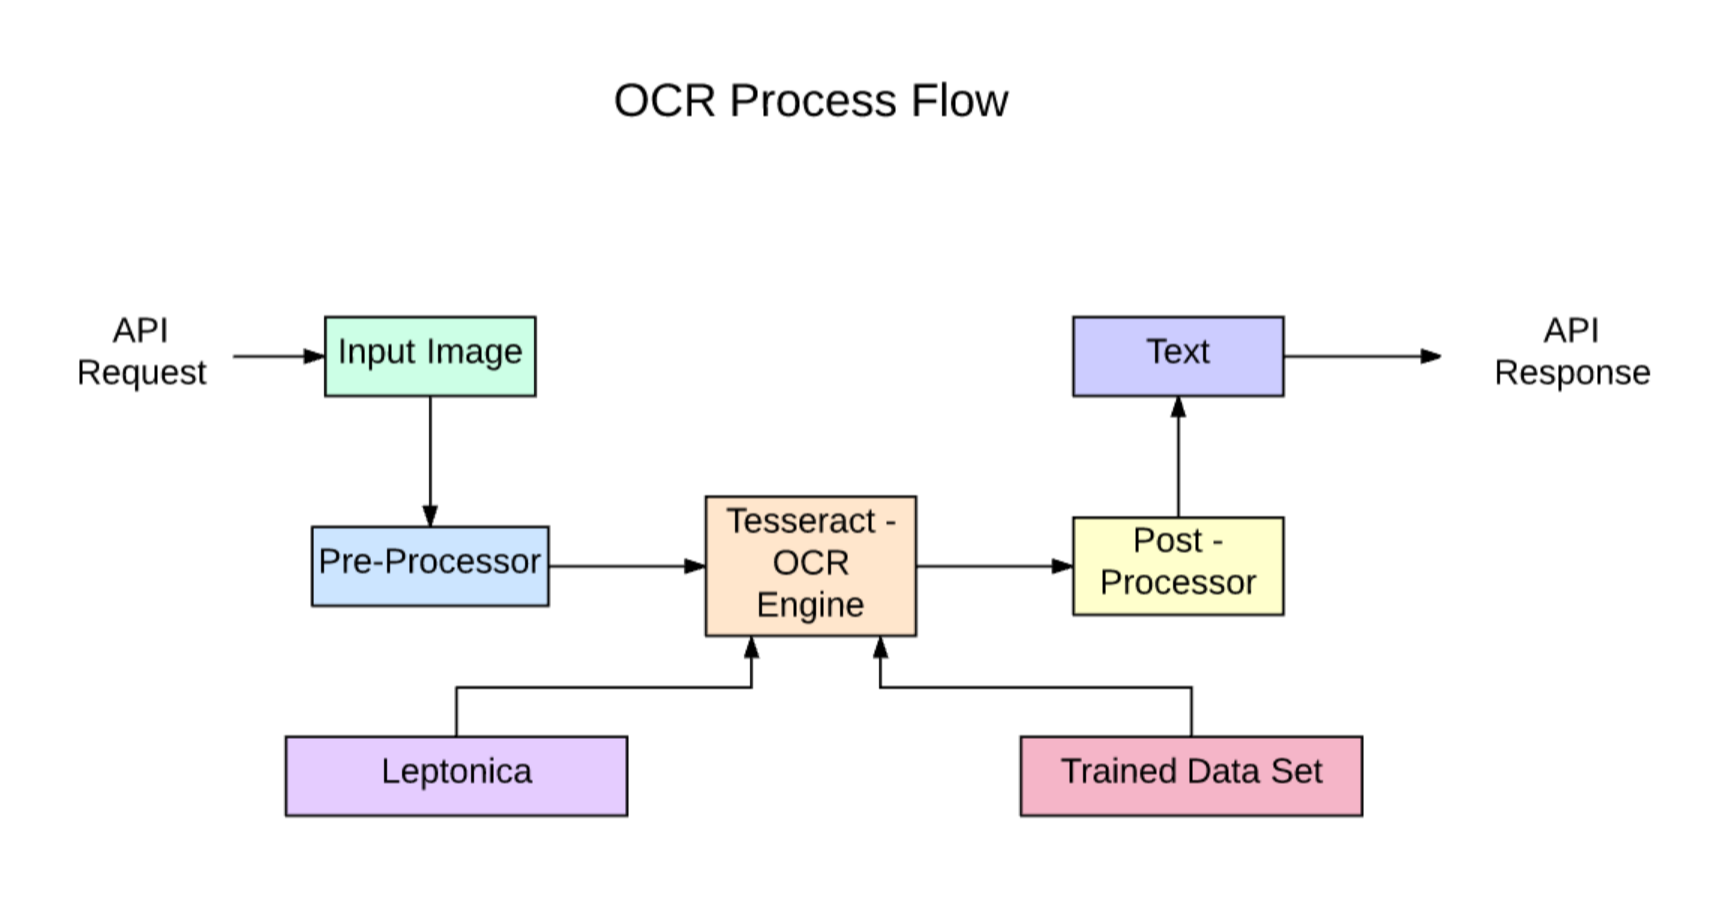 OCR Process Flow
API
Request
Input Image
Text
API
Response
Pre-Processor
Tesseract -
OCR
Engine
Post -
Processor
Leptonica
Trained Data Set